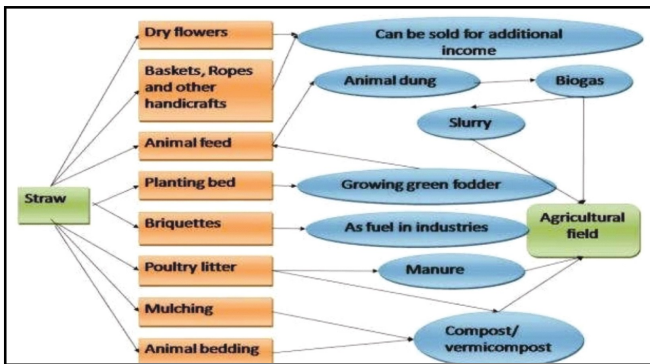 Dry flowers
Can be sold for additional
income
Baskets, Ropes
and other
handicrafts
Animal dung
Biogas
Slurry
Animal feed
Straw
Planting bed
Growing green fodder
Briquettes
As fuel in industries
Agricultural
field
Poultry litter
Manure
Mulching
Compost/
vermicompost
Animal bedding